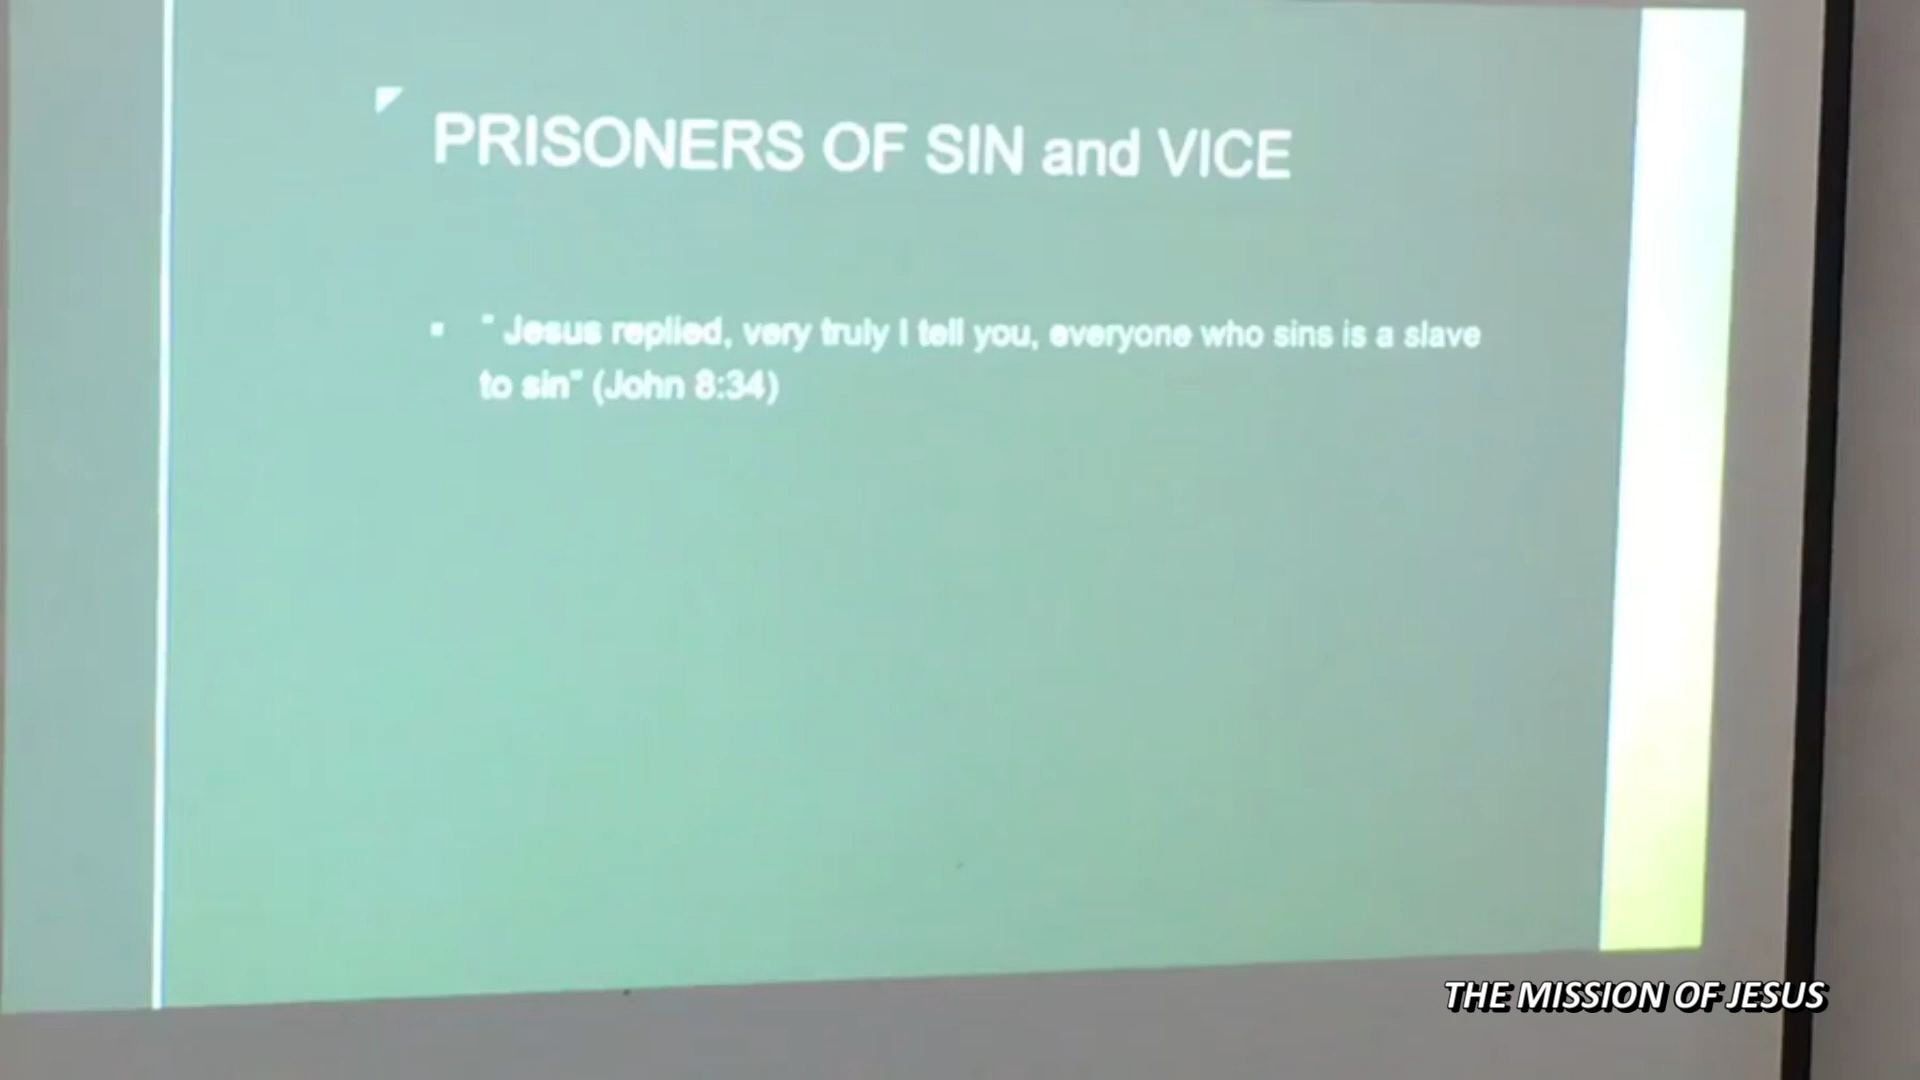 PRISONERS OF SIN and VICE
▪ " Jesus replied, very truly I tell you, everyone who sins is a slave
to sin" (John 8:34)
THE MISSION OF JESUS